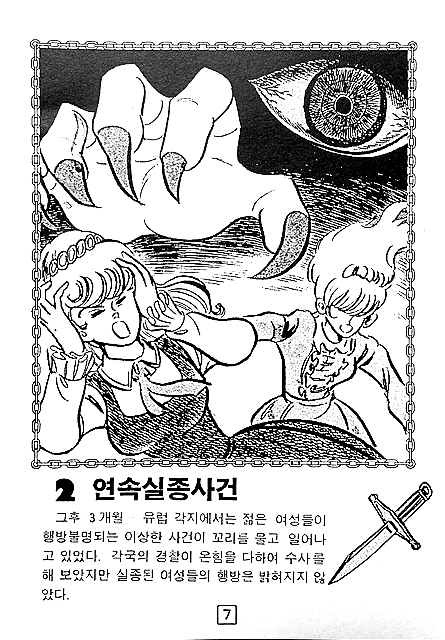 2 연속실종사건
그후 3개월 유럽 각지에서는 젊은 여성들이
행방불명되는 이상한 사건이 꼬리를 물고 일어나
고 있었다. 각국의 경찰이 온힘을 다하여 수사를
해 보았지만 실종된 여성들의 행방은 밝혀지지 않
았다.
7